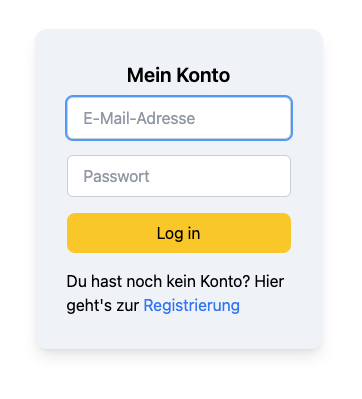 Mein Konto
E-Mail-Adresse
Passwort
Log in
Du hast noch kein Konto? Hier
geht's zur Registrierung